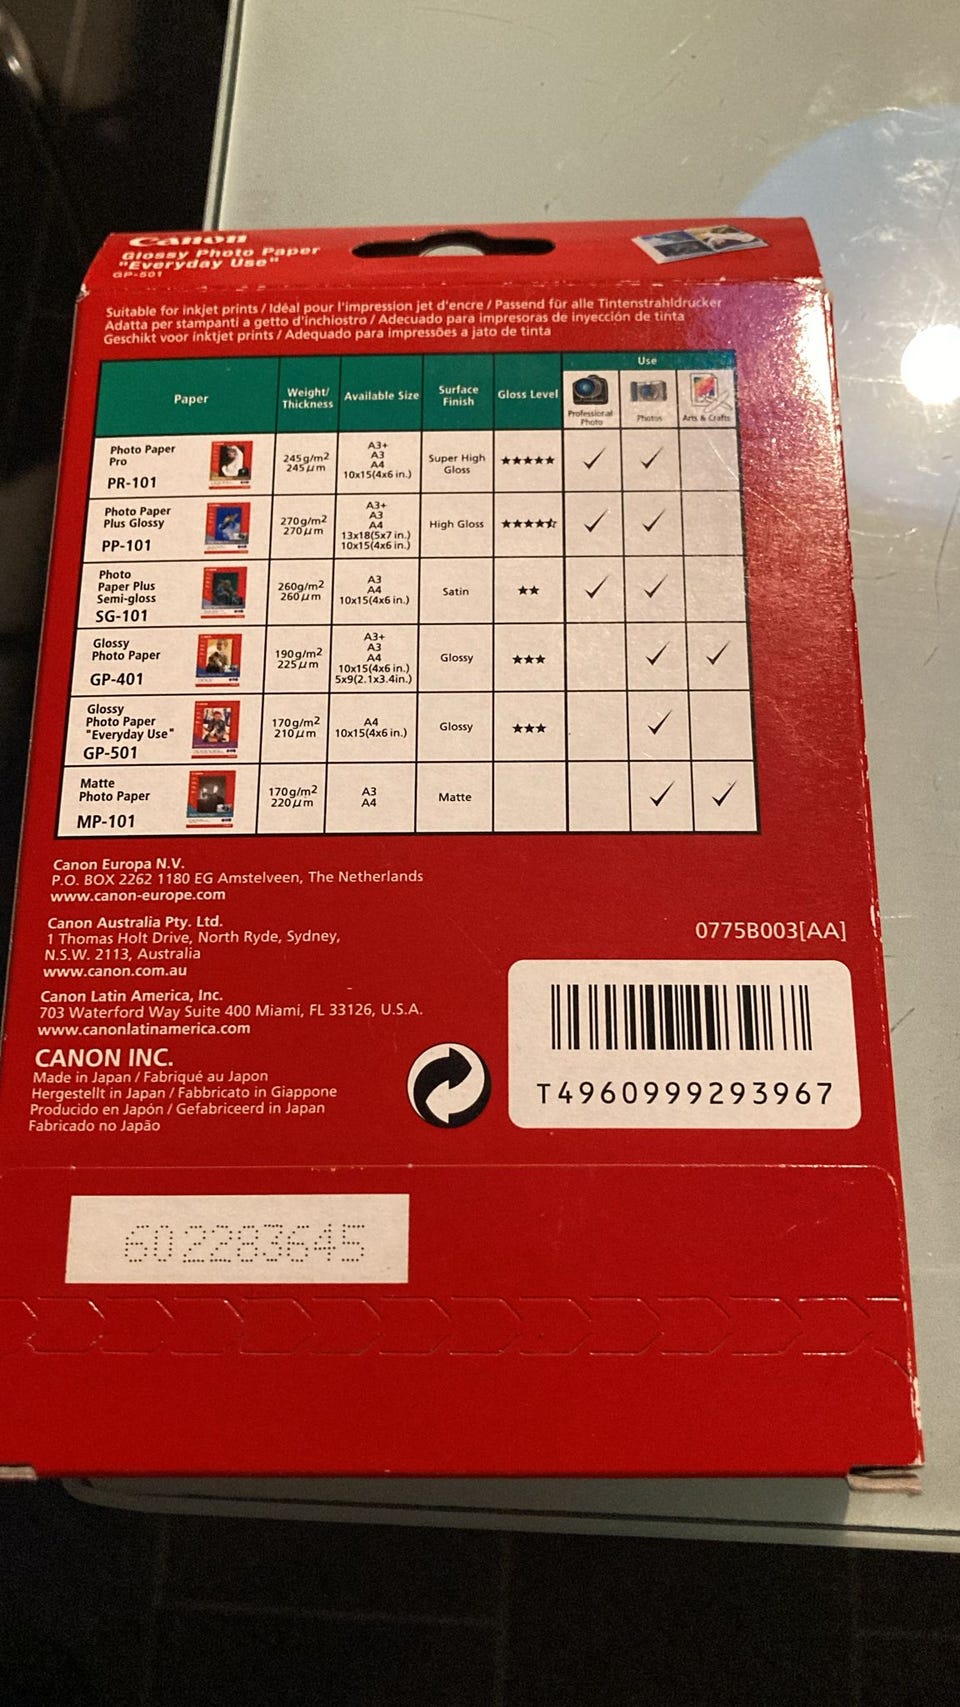 Canon
Glossy Photo Paper
"Everyday Use"
GP-501
Suitable for inkjet prints / Idéal pour l'impression jet d'encre / Passend für alle Tintenstrahldrucker
Adatta per stampanti a getto d'inchiostro / Adecuado para impresoras de inyección de tinta
Geschikt voor inktjet prints / Adequado para impressões a jato de tinta
Paper
Weight/
Thickness
Available Size
Surface
Finish
Gloss Level
Use
Professional
Photo
Photos
Arts & Crafts
Photo Paper
Pro
PR-101
245g/m2
245μm
A3+
A3
A4
10x15(4x6 in.)
Super High
Gloss
★★★★★
Photo Paper
Plus Glossy
PP-101
270g/m2
270μm
A3+
A3
A4
13x18(5x7 in.)
10x15(4x6 in.)
High Gloss
Photo
Paper Plus
Semi-gloss
SG-101
260g/m2
260μm
A3
A4
10x15(4x6 in.)
Satin
★★
Glossy
Photo Paper
GP-401
190g/m2
225μm
A3+
A3
A4
10x15(4x6 in.)
5x9(2.1x3.4in.)
Glossy
★★★
Glossy
Photo Paper
"Everyday Use"
GP-501
170g/m2
210μm
A4
10x15(4x6 in.)
Glossy
★★★
Matte
Photo Paper
MP-101
170g/m2
220μm
A3
A4
Matte
Canon Europa N.V.
P.O. BOX 2262 1180 EG Amstelveen, The Netherlands
www.canon-europe.com
Canon Australia Pty. Ltd.
1 Thomas Holt Drive, North Ryde, Sydney,
N.S.W. 2113, Australia
www.canon.com.au
Canon Latin America, Inc.
703 Waterford Way Suite 400 Miami, FL 33126, U.S.A.
www.canonlatinamerica.com
CANON INC.
Made in Japan / Fabriqué au Japon
Hergestellt in Japan / Fabbricato in Giappone
Producido en Japón / Gefabriceerd in Japan
Fabricado no Japão
0775B003[AA]
T4960999293967
602283645